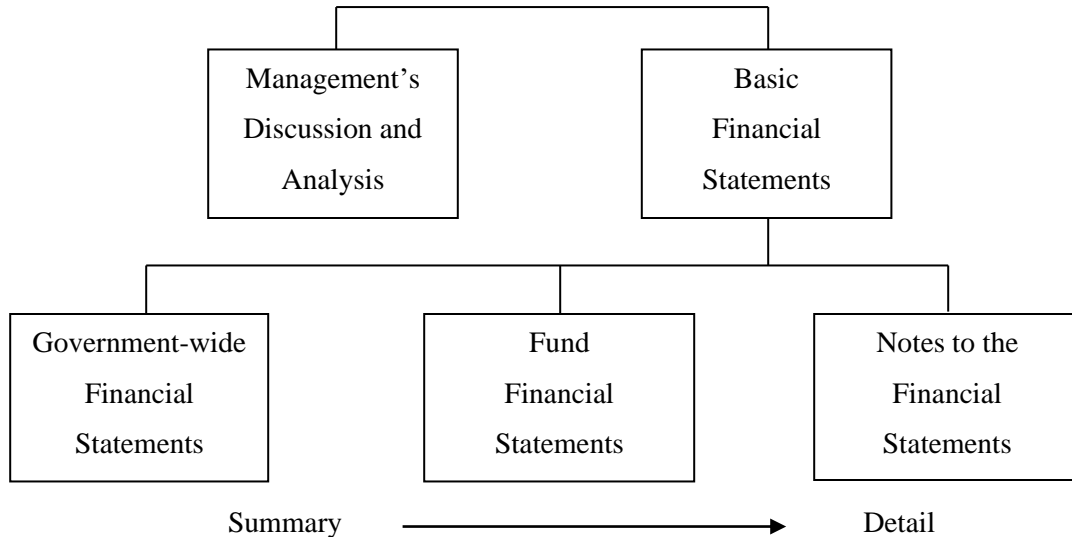 Management’s
Discussion and
Analysis
Basic
Financial
Statements
Government-wide
Financial
Statements
Fund
Financial
Statements
Notes to the
Financial
Statements
Summary
Detail